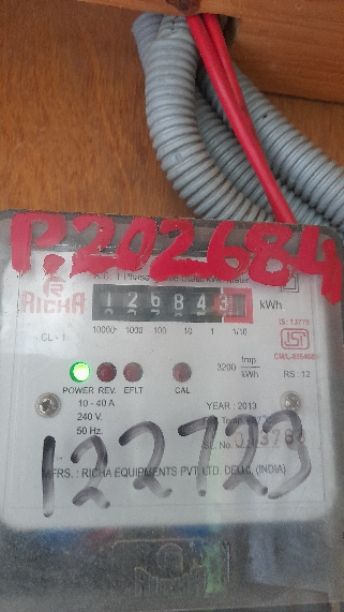 P.202684
RICHA
12684 kWh
CL - 1 10000 1000 100 10 1 1/10
IS : 13779
3200 Imp. kWh
RS : 12
POWER REV. EFLT CAL
10 - 40 A
240 V.
50 Hz.
YEAR : 2013
122723
MFRS. : RICHA EQUIPMENTS PVT. LTD. DELHI, (INDIA)